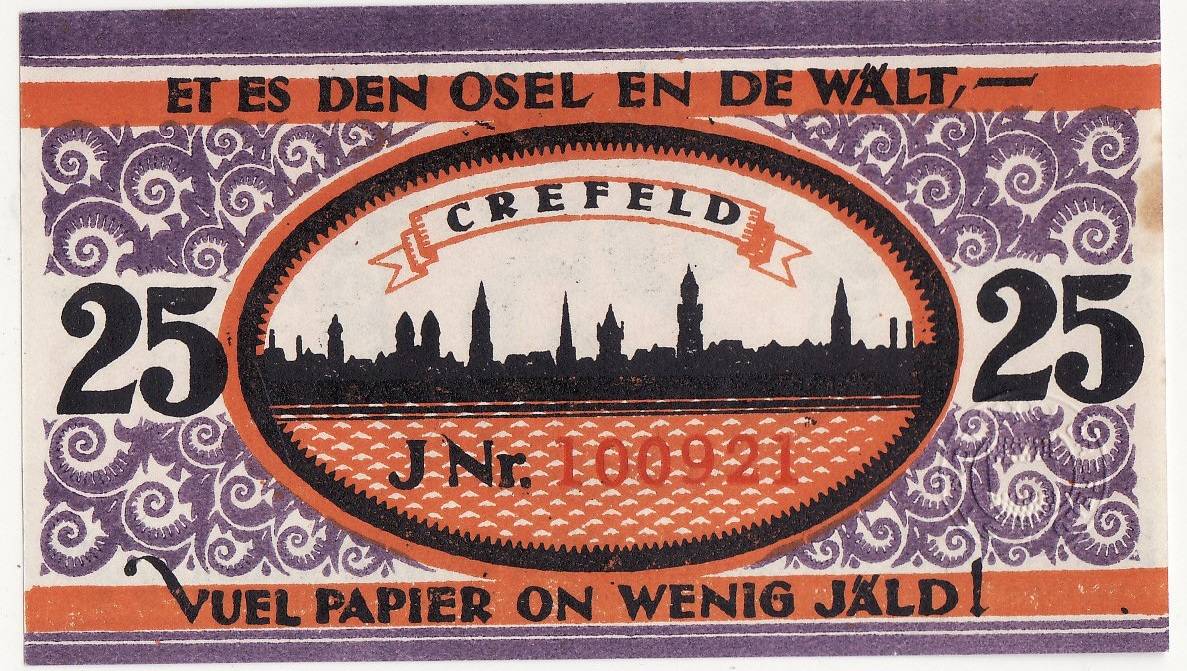 ET ES DEN OSEL EN DE WÄLT,—
CREFELD
25 25
J Nr. 100921
VUEL PAPIER ON WENIG JÄLD!